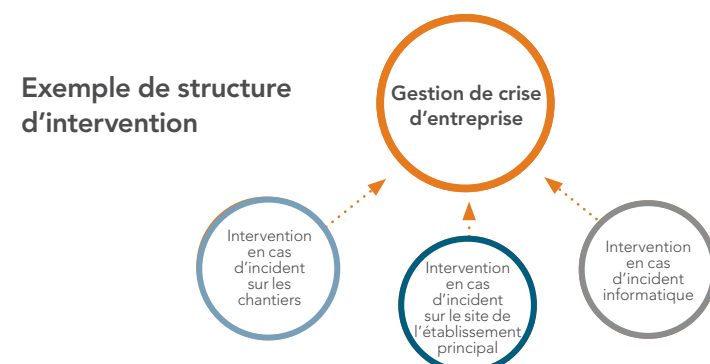 Exemple de structure
d'intervention
Gestion de crise
d'entreprise
Intervention
en cas
d'incident
sur les
chantiers
Intervention
en cas
d'incident
sur le site de
l'établissement
principal
Intervention
en cas
d'incident
informatique